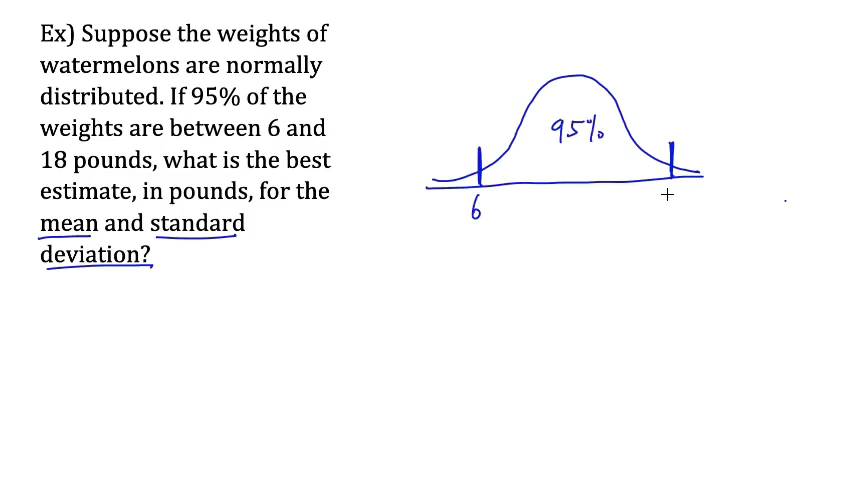 Ex) Suppose the weights of
watermelons are normally
distributed. If 95% of the
weights are between 6 and
18 pounds, what is the best
estimate, in pounds, for the
mean and standard
deviation?
95%
6